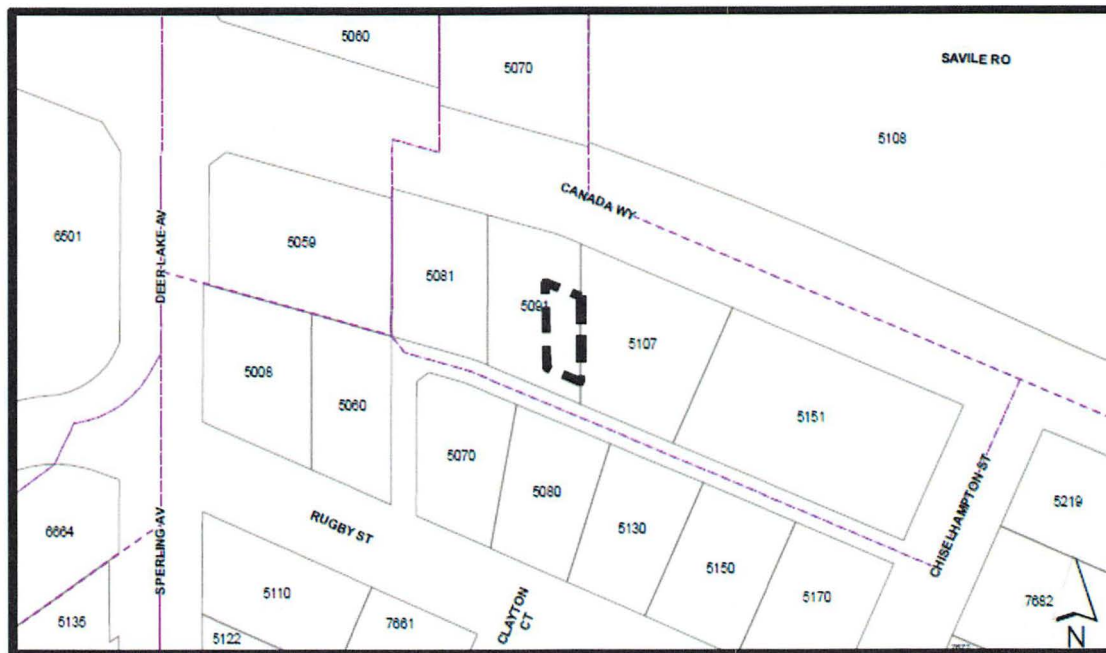 5060
5070
SAVILE RO
5108
CANADA WY
6501
DEER LAKE AV
5059
5081
5091
5107
5008
5060
5151
5070
5080
5130
5150
5170
CHISELHAMPTON ST
5219
7682
N
6664
SPERLING AV
RUGBY ST
5110
7661
CLAYTON
CT
5135
5122